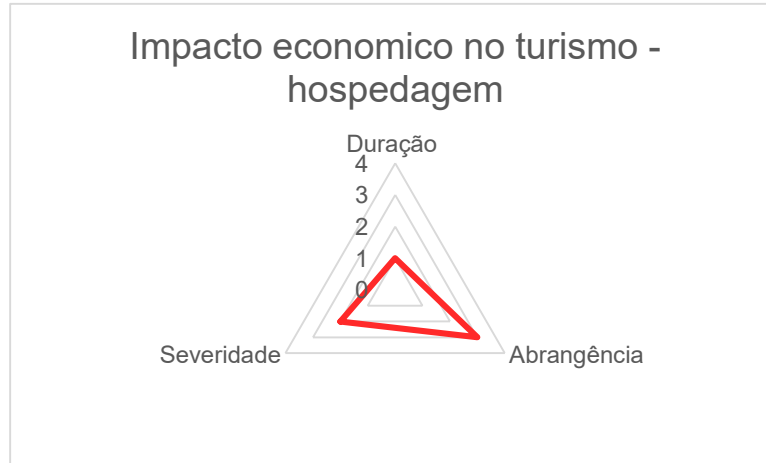 Impacto economico no turismo -
hospedagem
Duração
4
3
2
1
0
Severidade
Abrangência